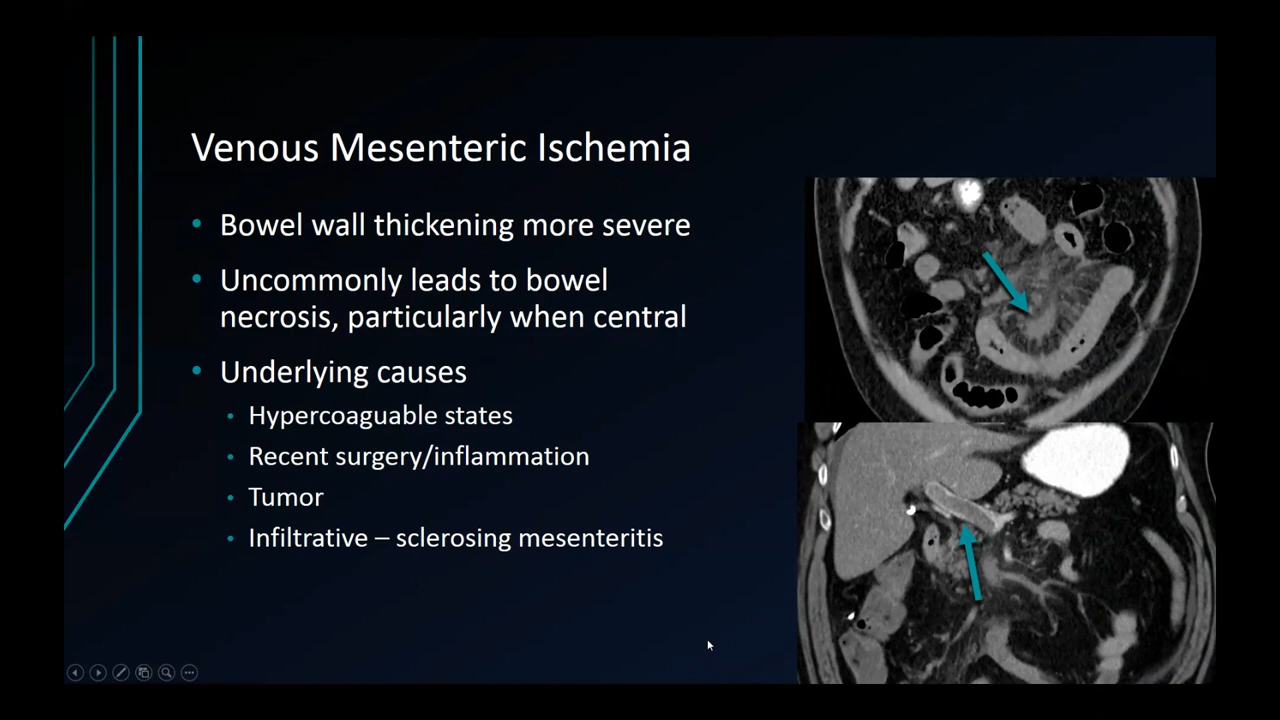 Venous Mesenteric Ischemia
• Bowel wall thickening more severe
• Uncommonly leads to bowel
necrosis, particularly when central
• Underlying causes
• Hypercoaguable states
• Recent surgery/inflammation
• Tumor
• Infiltrative – sclerosing mesenteritis